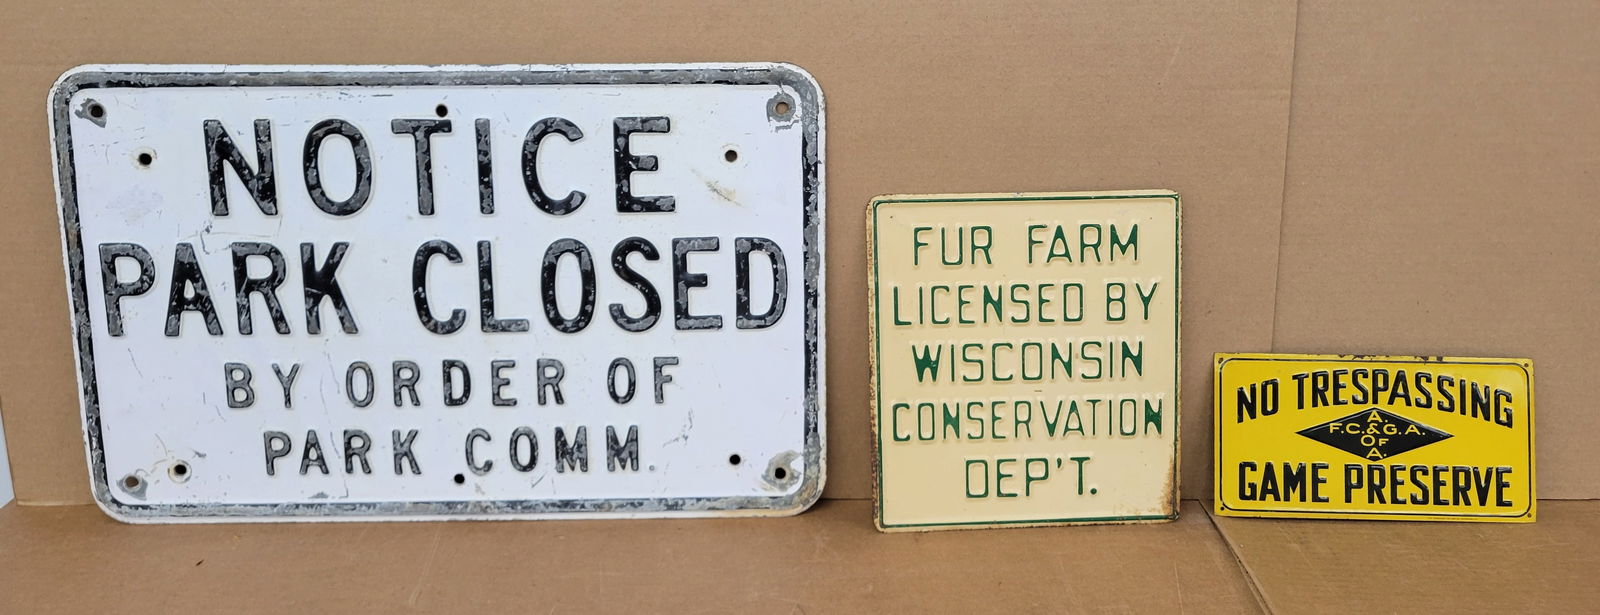 NOTICE
PARK CLOSED
BY ORDER OF
PARK COMM.
FUR FARM
LICENSED BY
WISCONSIN
CONSERVATION
DEP'T.
NO TRESPASSING
A.
F.C.&G.A.
OF
A.
GAME PRESERVE